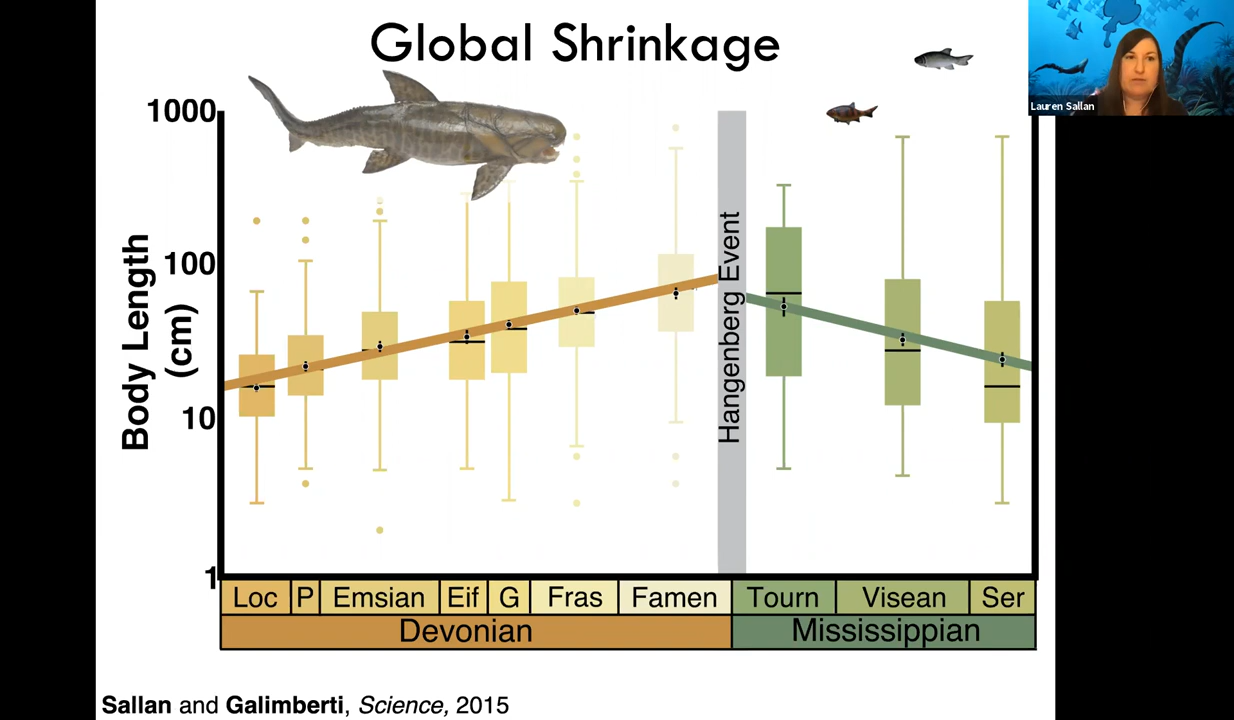 Global Shrinkage
Lauren Sallan
1000
100
10
1
Body Length
(cm)
Hangenberg Event
Loc P Emsian Eif G Fras Famen Tourn Visean Ser
Devonian Mississippian
Sallan and Galimberti, Science, 2015